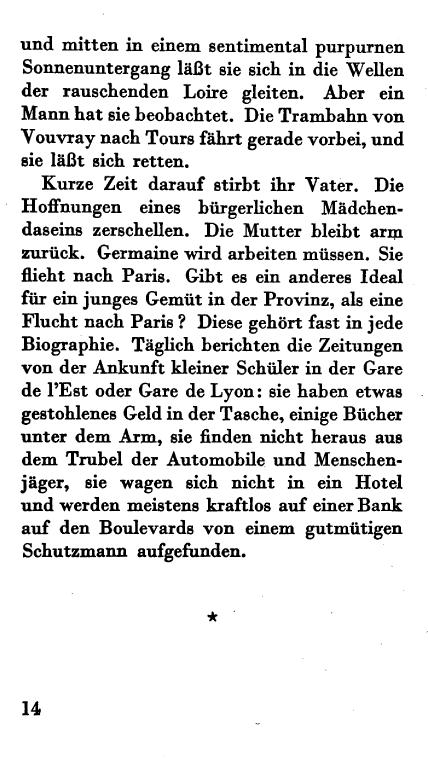 und mitten in einem sentimental purpurnen
Sonnenuntergang läßt sie sich in die Wellen
der rauschenden Loire gleiten. Aber ein
Mann hat sie beobachtet. Die Trambahn von
Vouvray nach Tours fährt gerade vorbei, und
sie läßt sich retten.
Kurze Zeit darauf stirbt ihr Vater. Die
Hoffnungen eines bürgerlichen Mädchen-
daseins zerschellen. Die Mutter bleibt arm
zurück. Germaine wird arbeiten müssen. Sie
flieht nach Paris. Gibt es ein anderes Ideal
für ein junges Gemüt in der Provinz, als eine
Flucht nach Paris? Diese gehört fast in jede
Biographie. Täglich berichten die Zeitungen
von der Ankunft kleiner Schüler in der Gare
de l'Est oder Gare de Lyon: sie haben etwas
gestohlenes Geld in der Tasche, einige Bücher
unter dem Arm, sie finden nicht heraus aus
dem Trubel der Automobile und Menschen-
jäger, sie wagen sich nicht in ein Hotel
und werden meistens kraftlos auf einer Bank
auf den Boulevards von einem gutmütigen
Schutzmann aufgefunden.
*
14